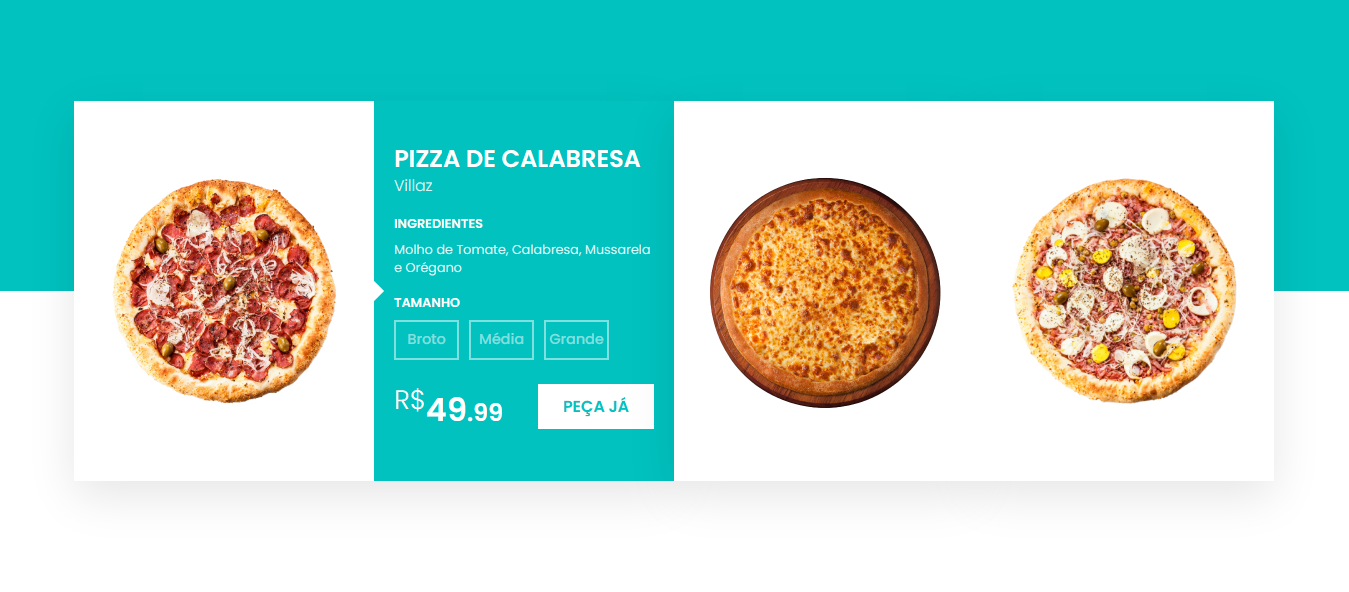 PIZZA DE CALABRESA
Villaz
INGREDIENTES
Molho de Tomate, Calabresa, Mussarela
e Orégano
TAMANHO
Broto Média Grande
R$49.99 PEÇA JÁ